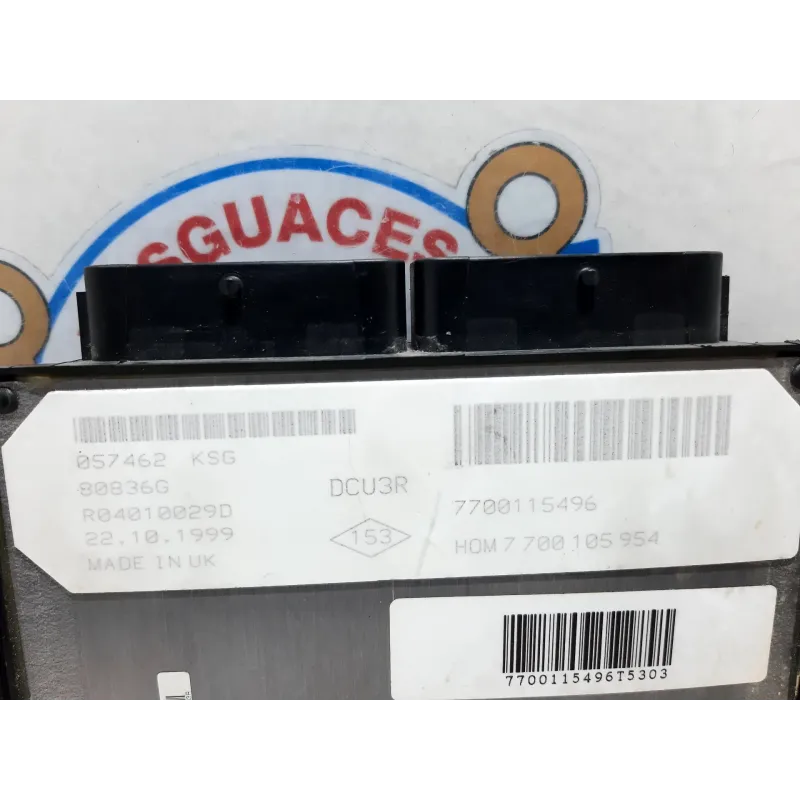 SGUACES
057462 KSG
80836G
R04010029D
22.10.1999
MADE IN UK
DCU3R
153
7700115496
HOM 7 700 105 954
7700115496T5303